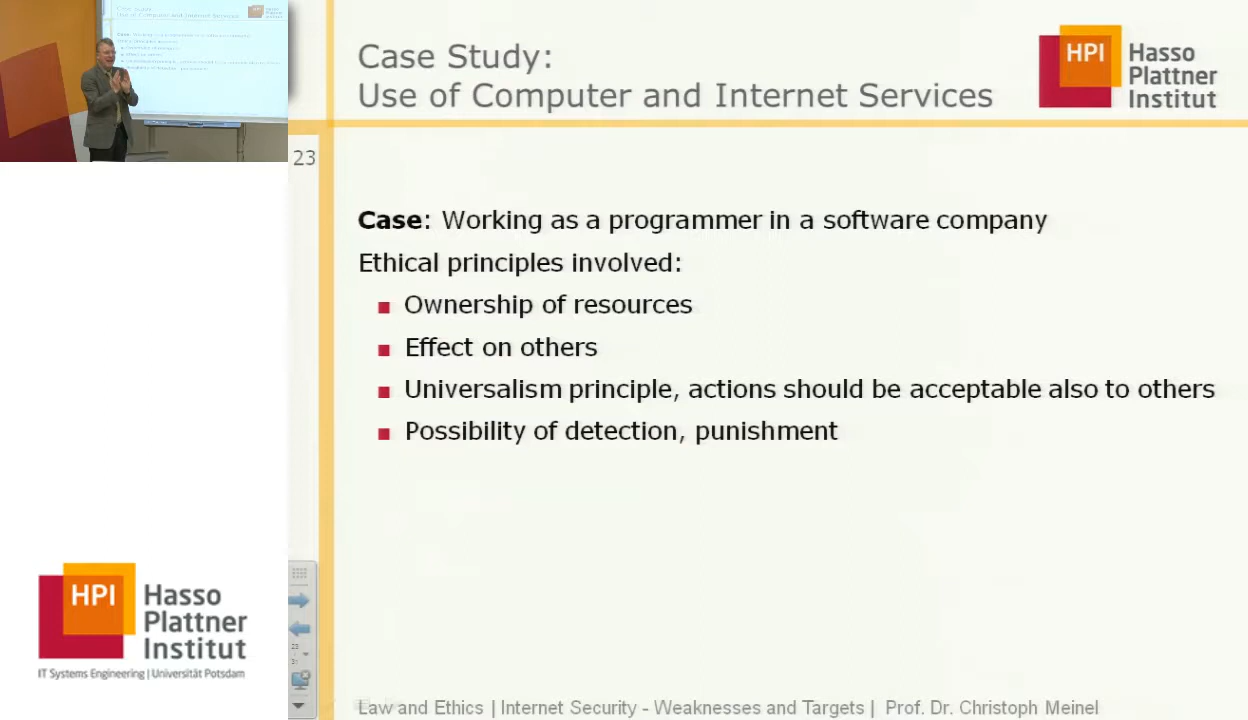 Case Study:
Use of Computer and Internet Services
HPI
Hasso
Plattner
Institut
23
Case: Working as a programmer in a software company
Ethical principles involved:
Ownership of resources
Effect on others
Universalism principle, actions should be acceptable also to others
Possibility of detection, punishment
HPI
Hasso
Plattner
Institut
IT Systems Engineering | Universität Potsdam
Law and Ethics | Internet Security - Weaknesses and Targets | Prof. Dr. Christoph Meinel